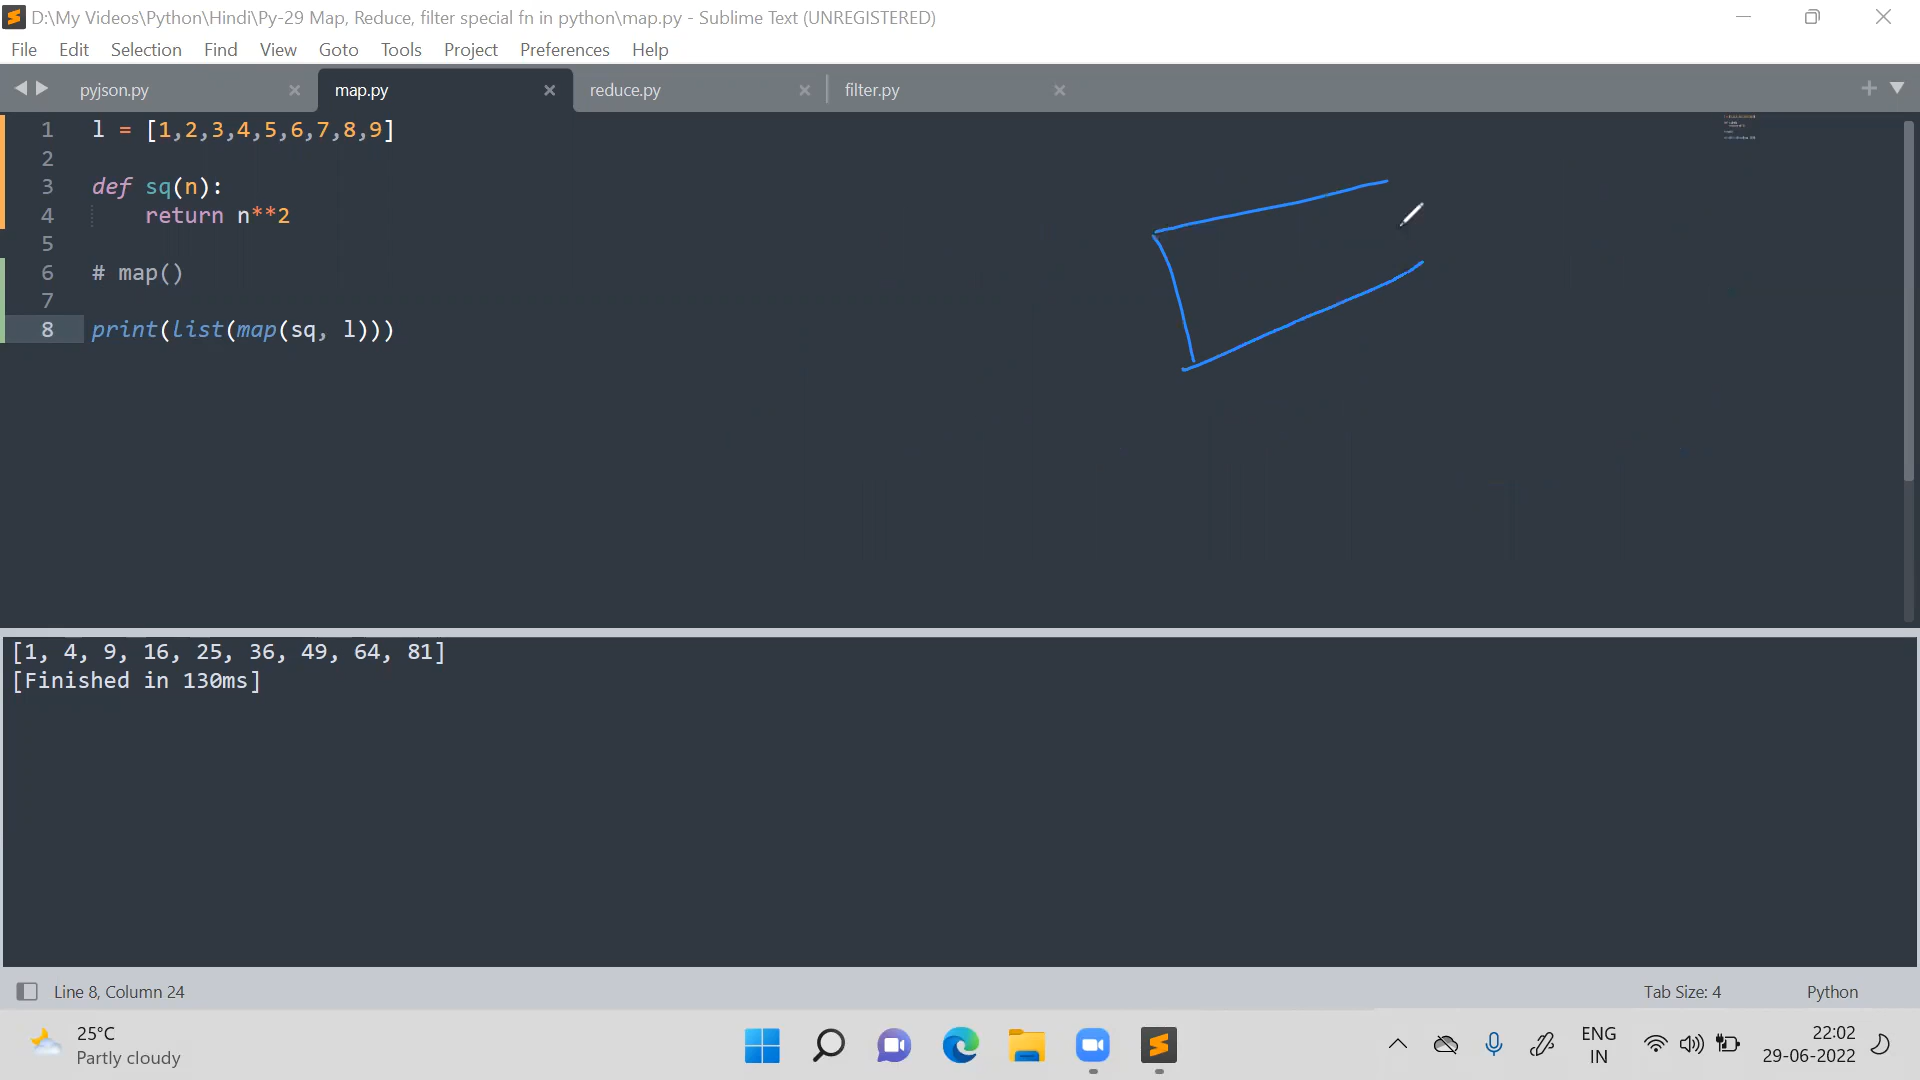 D:\My Videos\Python\Hindi\Py-29 Map, Reduce, filter special fn in python\map.py - Sublime Text (UNREGISTERED)
File Edit Selection Find View Goto Tools Project Preferences Help
pyjson.py map.py reduce.py filter.py
1 l = [1,2,3,4,5,6,7,8,9]
2
3 def sq(n):
4 return n**2
5
6 # map()
7
8 print(list(map(sq, l)))
[1, 4, 9, 16, 25, 36, 49, 64, 81]
[Finished in 130ms]
Line 8, Column 24 Tab Size: 4 Python
25°C
Partly cloudy
ENG
IN
22:02
29-06-2022